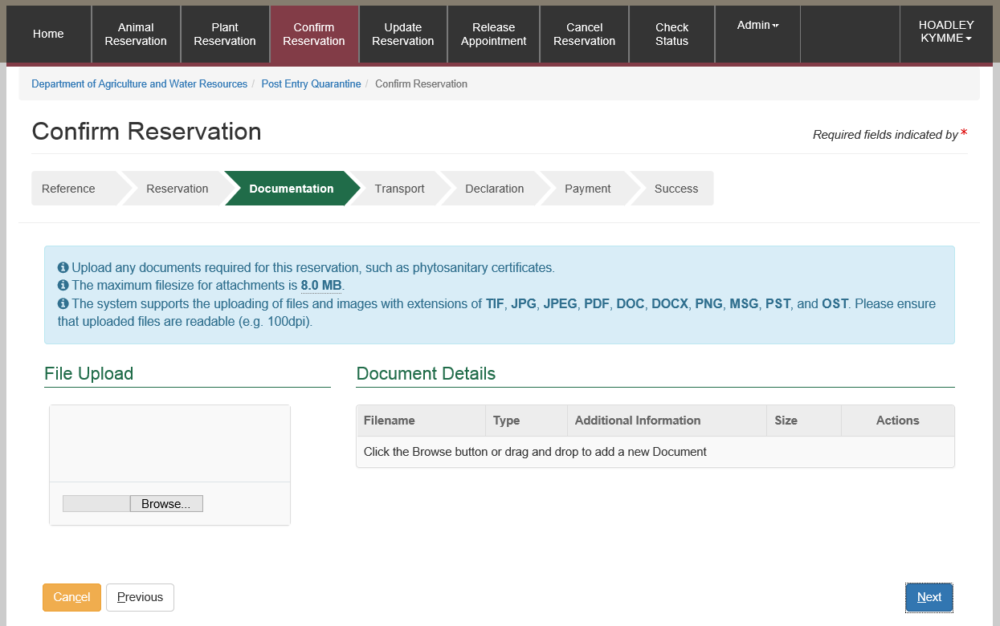 Home
Animal
Reservation
Plant
Reservation
Confirm
Reservation
Update
Reservation
Release
Appointment
Cancel
Reservation
Check
Status
Admin
HOADLEY
KYMME
Department of Agriculture and Water Resources / Post Entry Quarantine / Confirm Reservation
Confirm Reservation
Required fields indicated by *
Reference
Reservation
Documentation
Transport
Declaration
Payment
Success
Upload any documents required for this reservation, such as phytosanitary certificates.
The maximum filesize for attachments is 8.0 MB.
The system supports the uploading of files and images with extensions of TIF, JPG, JPEG, PDF, DOC, DOCX, PNG, MSG, PST, and OST. Please ensure
that uploaded files are readable (e.g. 100dpi).
File Upload
Document Details
Filename
Type
Additional Information
Size
Actions
Click the Browse button or drag and drop to add a new Document
Browse...
Cancel
Previous
Next